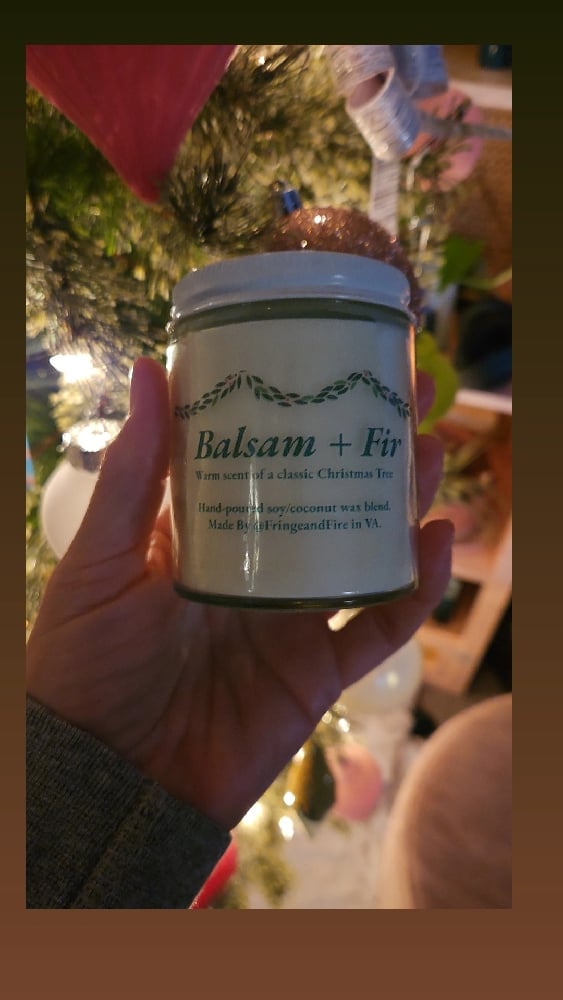 Balsam + Fir
Warm scent of a classic Christmas Tree
Hand-poured soy/coconut wax blend.
Made By @FringeandFire in VA.